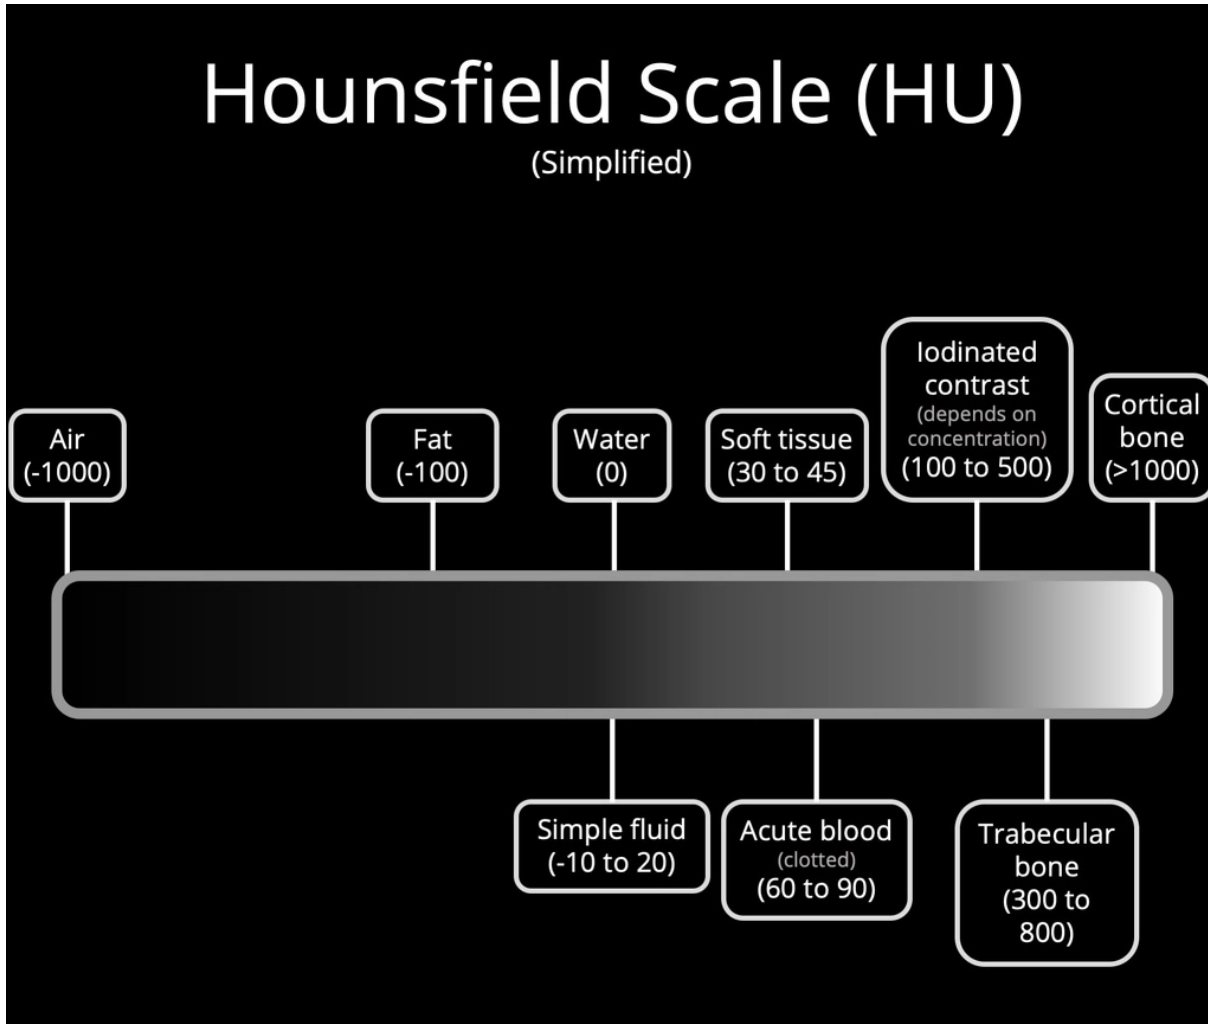 Hounsfield Scale (HU)
(Simplified)
Air
(-1000)
Fat
(-100)
Water
(0)
Soft tissue
(30 to 45)
Iodinated
contrast
(depends on
concentration)
(100 to 500)
Cortical
bone
(>1000)
Simple fluid
(-10 to 20)
Acute blood
(clotted)
(60 to 90)
Trabecular
bone
(300 to
800)